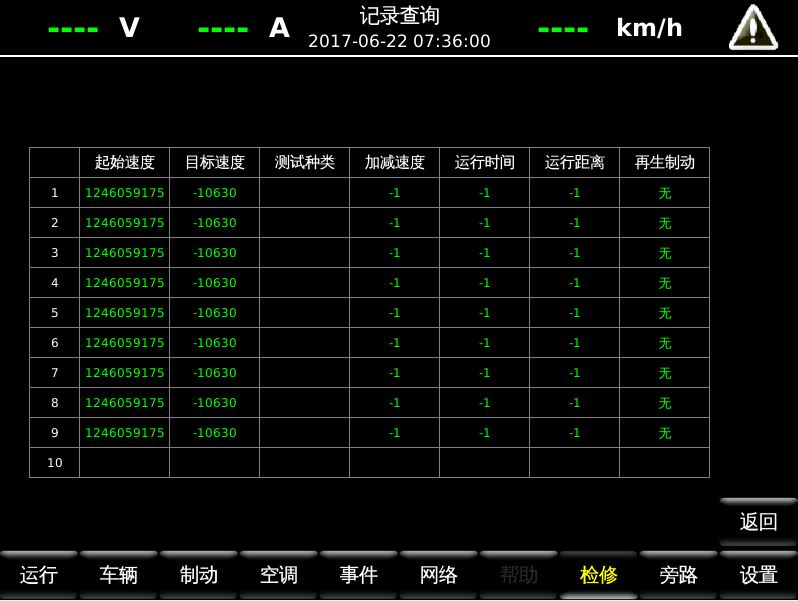 ---- V ---- A 记录查询 ---- km/h
2017-06-22 07:36:00
起始速度 目标速度 测试种类 加减速度 运行时间 运行距离 再生制动
1 1246059175 -10630 -1 -1 -1 无
2 1246059175 -10630 -1 -1 -1 无
3 1246059175 -10630 -1 -1 -1 无
4 1246059175 -10630 -1 -1 -1 无
5 1246059175 -10630 -1 -1 -1 无
6 1246059175 -10630 -1 -1 -1 无
7 1246059175 -10630 -1 -1 -1 无
8 1246059175 -10630 -1 -1 -1 无
9 1246059175 -10630 -1 -1 -1 无
10
返回
运行 车辆 制动 空调 事件 网络 帮助 检修 旁路 设置